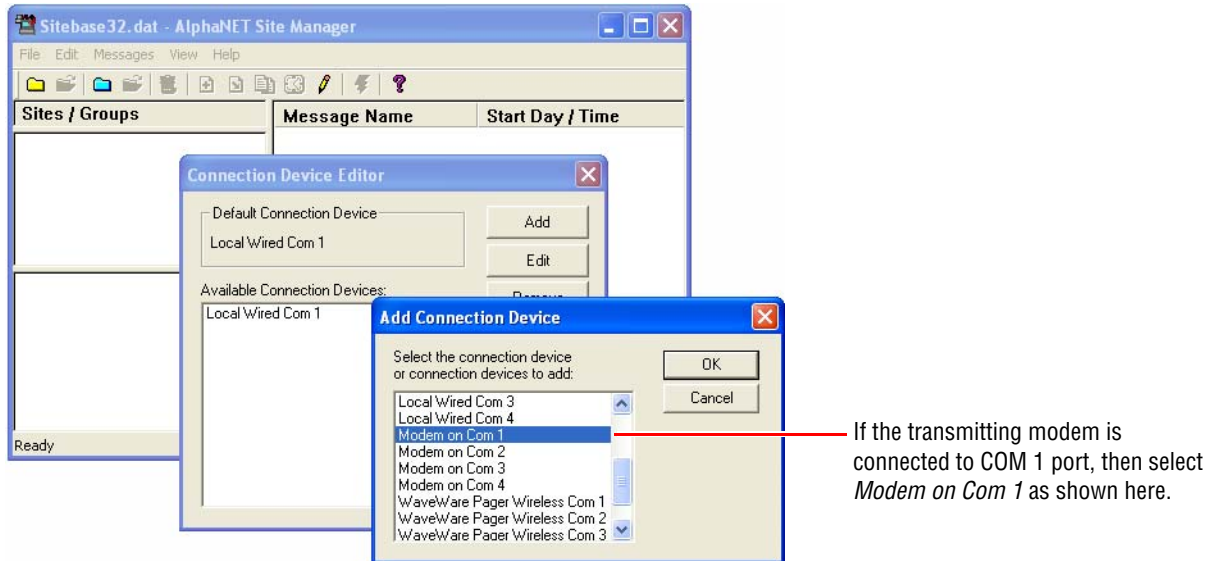 Sitebase32.dat - AlphaNET Site Manager
File Edit Messages View Help
Sites / Groups
Message Name
Start Day / Time
Connection Device Editor
Default Connection Device
Local Wired Com 1
Add
Edit
Remove
Available Connection Devices:
Local Wired Com 1
Add Connection Device
Select the connection device
or connection devices to add:
OK
Cancel
Local Wired Com 3
Local Wired Com 4
Modem on Com 1
Modem on Com 2
Modem on Com 3
Modem on Com 4
WaveWare Pager Wireless Com 1
WaveWare Pager Wireless Com 2
WaveWare Pager Wireless Com 3
Ready
If the transmitting modem is
connected to COM 1 port, then select
Modem on Com 1 as shown here.